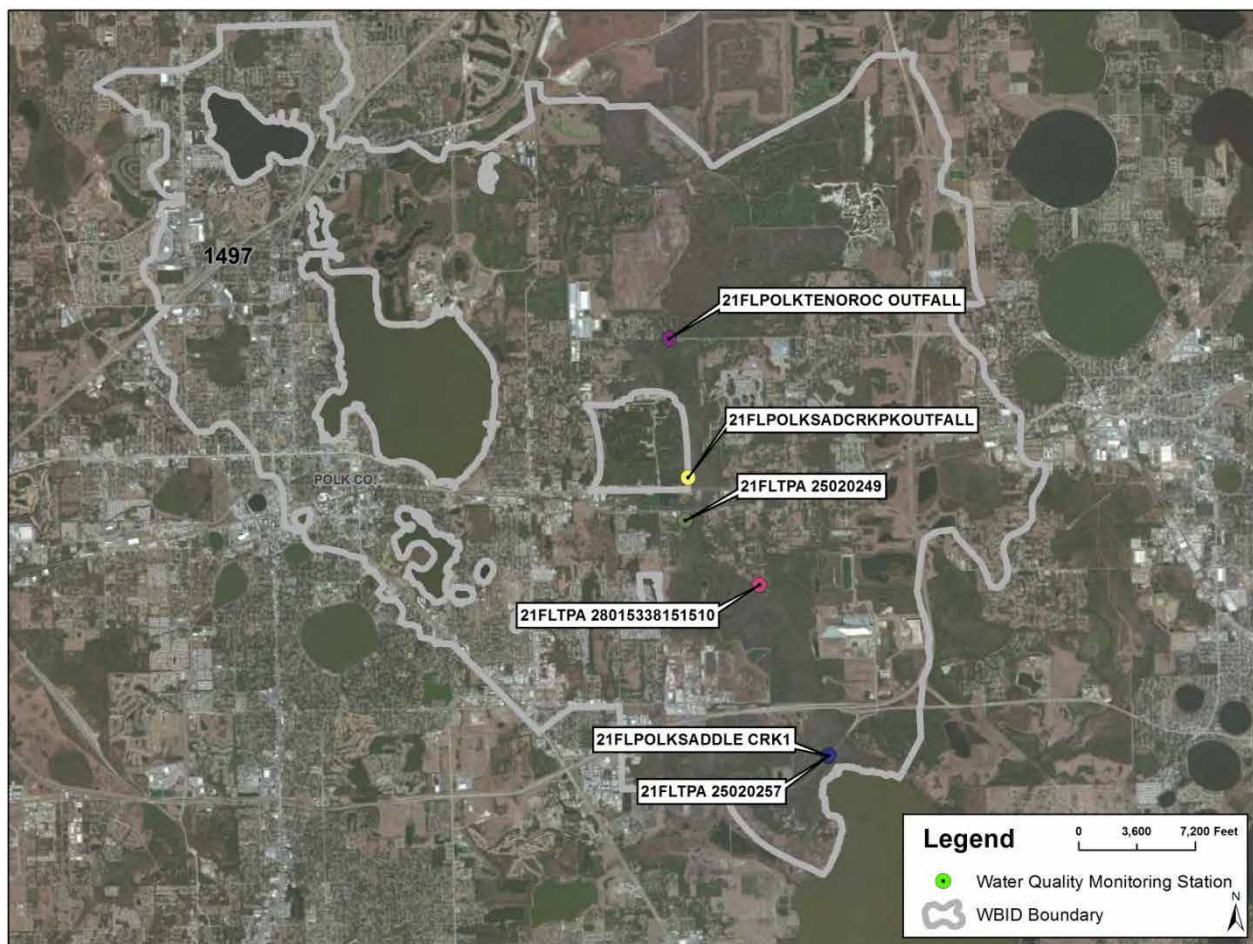 1497
21FLPOLKTENOROC OUTFALL
21FLPOLKSADCRKPKOUTFALL
POLK CO.
21FLTPA 25020249
21FLTPA 28015338151510
21FLPOLKSADDLE CRK1
21FLTPA 25020257
Legend
0 3,600 7,200 Feet
Water Quality Monitoring Station
WBID Boundary
N